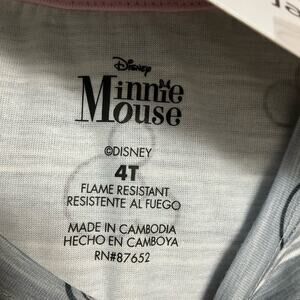 Disney
Minnie
Mouse
©DISNEY
4T
FLAME RESISTANT
RESISTENTE AL FUEGO
MADE IN CAMBODIA
HECHO EN CAMBOYA
RN#87652